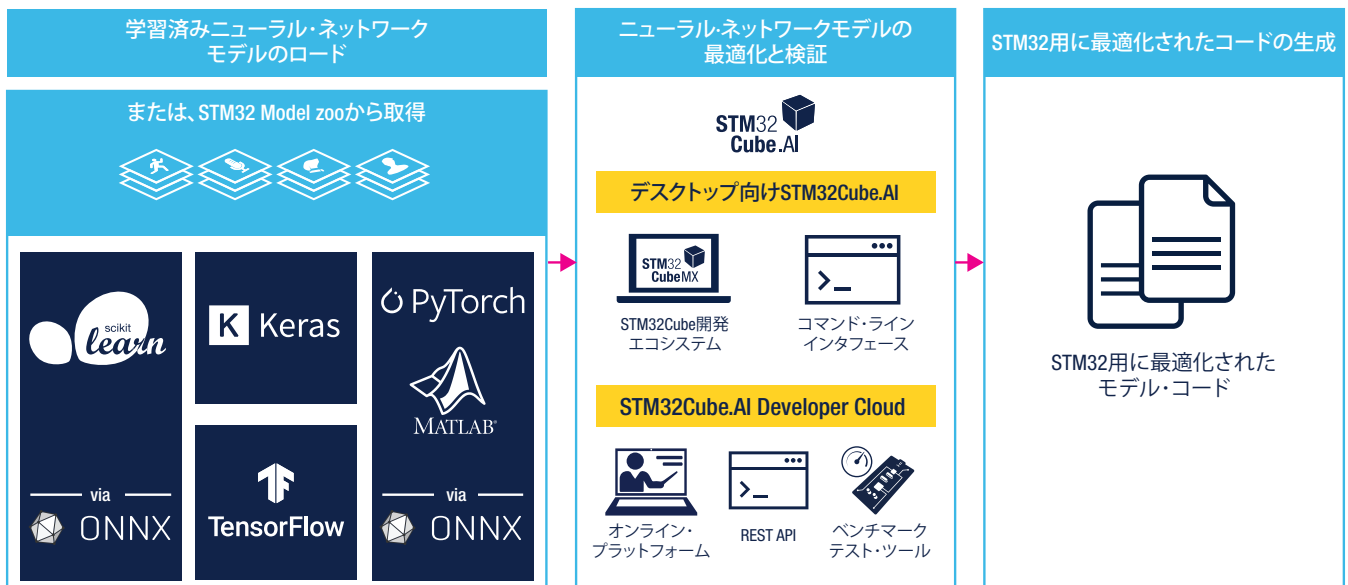 学習済みニューラル・ネットワーク
モデルのロード
または、STM32 Model zooから取得
scikit
learn
via
ONNX
K Keras
TensorFlow
PyTorch
MATLAB®
via
ONNX
ニューラル・ネットワークモデルの
最適化と検証
STM32
Cube.AI
デスクトップ向けSTM32Cube.AI
STM32
CubeMX
STM32Cube開発
エコシステム
コマンド・ライン
インタフェース
STM32Cube.AI Developer Cloud
オンライン・
プラットフォーム
REST API
ベンチマーク
テスト・ツール
STM32用に最適化されたコードの生成
STM32用に最適化された
モデル・コード